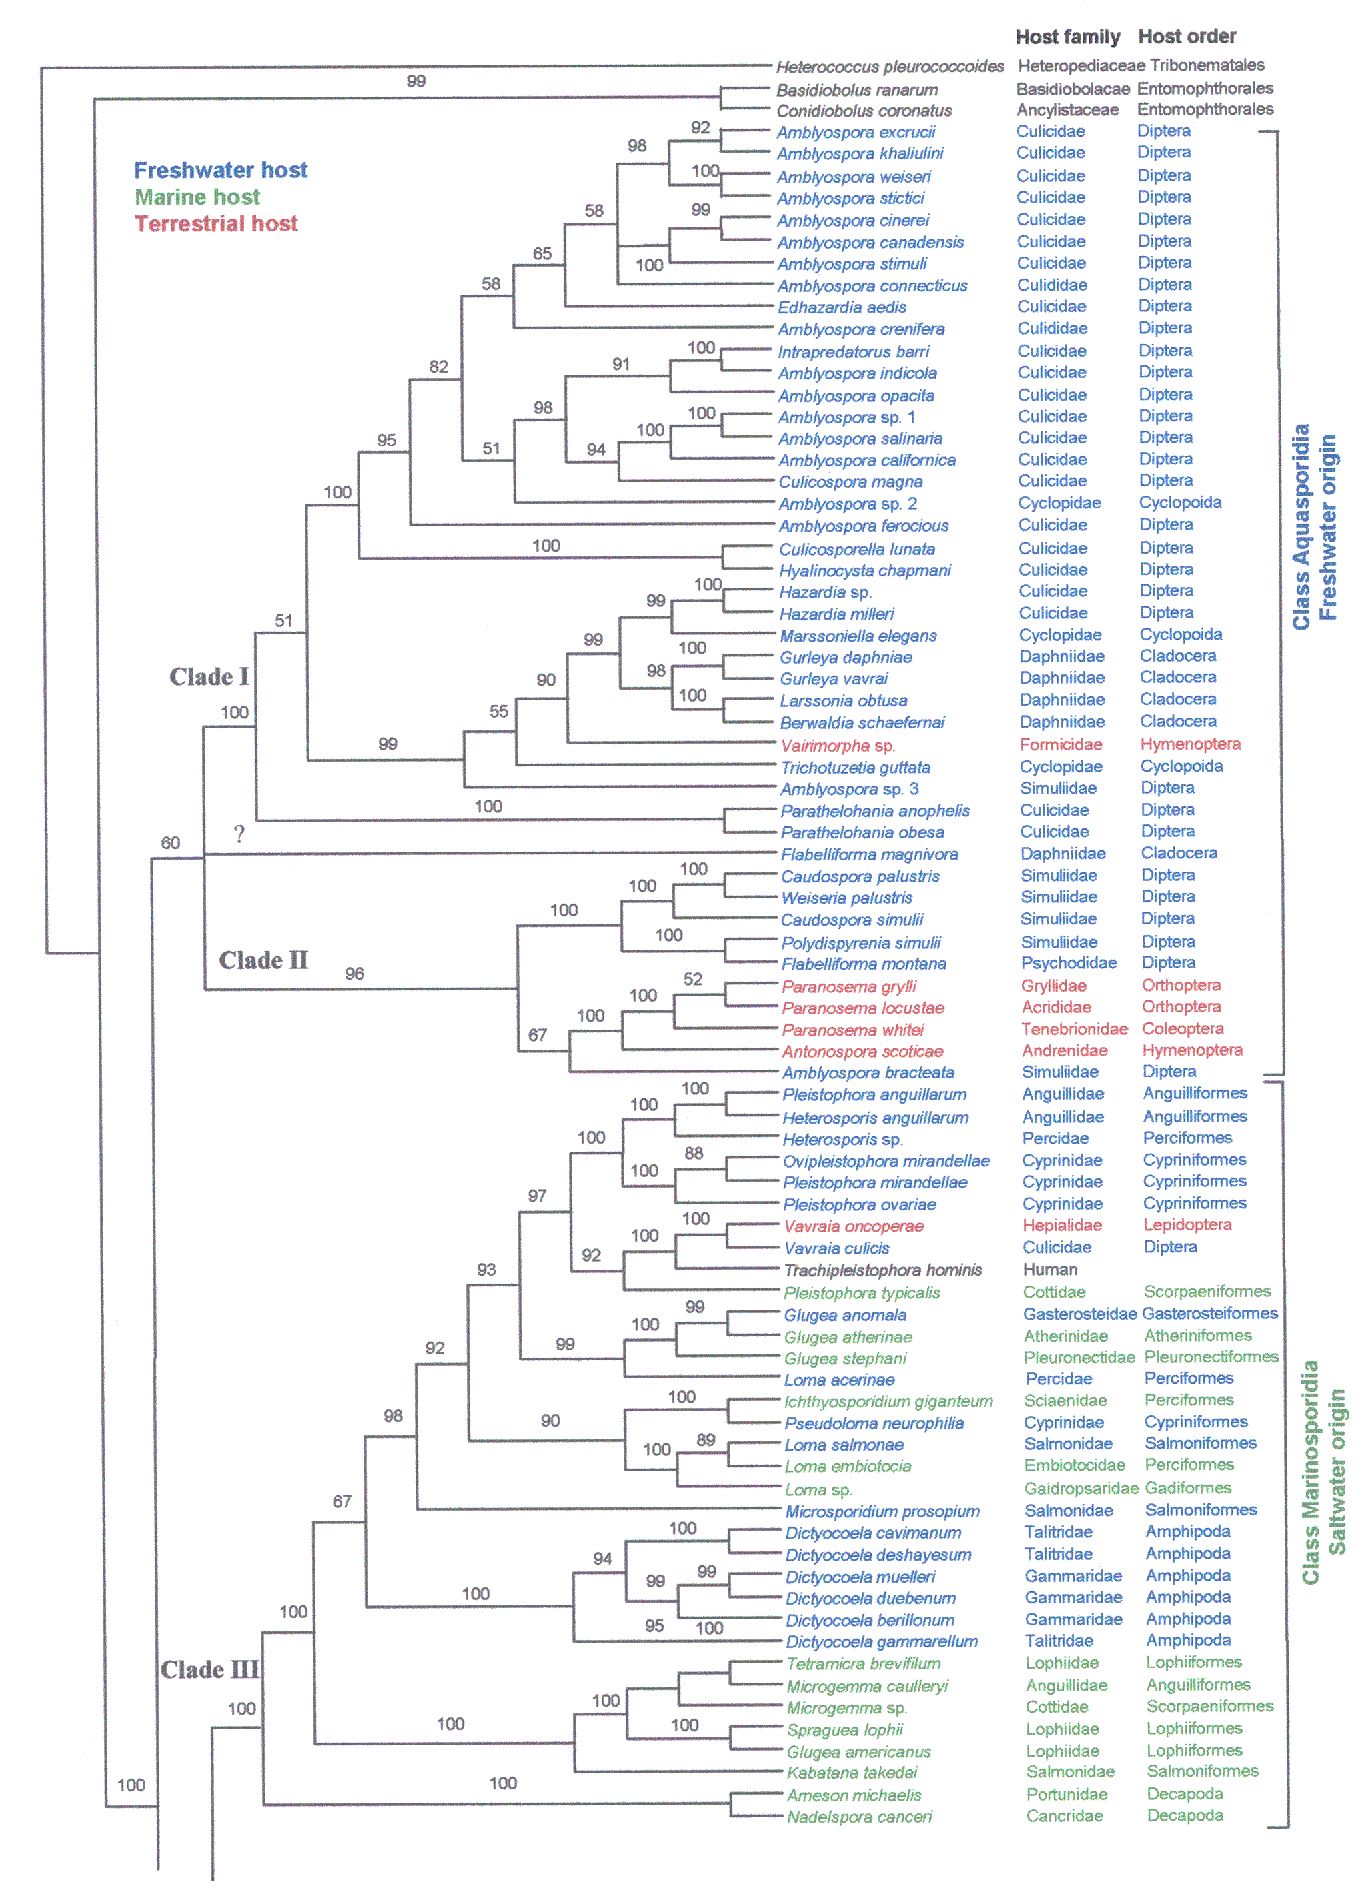 Host family Host order
Heterococcus pleurococcoides Heteropediaceae Tribonematales
99
Basidiobolus ranarum Basidiobolacae Entomophthorales
Conidiobolus coronatus Ancylistaceae Entomophthorales
92 Amblyospora excrucii Culicidae Diptera
98 Amblyospora khaliulini Culicidae Diptera
Freshwater host 100 Amblyospora weiseri Culicidae Diptera
Marine host Amblyospora stictici Culicidae Diptera
Terrestrial host 58 99 Amblyospora cinerei Culicidae Diptera
65 Amblyospora canadensis Culicidae Diptera
100 Amblyospora stimuli Culicidae Diptera
58 Amblyospora connecticus Culididae Diptera
Edhazardia aedis Culicidae Diptera
Amblyospora crenifera Culididae Diptera
100 Intrapredatorus barri Culicidae Diptera
82 91 Amblyospora indicola Culicidae Diptera
Amblyospora opacita Culicidae Diptera
98 100 Amblyospora sp. 1 Culicidae Diptera
95 100 Amblyospora salinaria Culicidae Diptera
51 94 Amblyospora californica Culicidae Diptera
Culicospora magna Culicidae Diptera
100 Amblyospora sp. 2 Cyclopidae Cyclopoida
Amblyospora ferocious Culicidae Diptera
100 Culicosporella lunata Culicidae Diptera
Hyalinocysta chapmani Culicidae Diptera
100 Hazardia sp. Culicidae Diptera
99 Hazardia milleri Culicidae Diptera
51 99 Marssoniella elegans Cyclopidae Cyclopoida
100 Gurleya daphniae Daphniidae Cladocera
Clade I 90 98 Gurleya vavrai Daphniidae Cladocera
100 Larssonia obtusa Daphniidae Cladocera
100 55 Berwaldia schaefernai Daphniidae Cladocera
99 Vairimorpha sp. Formicidae Hymenoptera
Trichotuzetia guttata Cyclopidae Cyclopoida
Amblyospora sp. 3 Simuliidae Diptera
100 Parathelohania anophelis Culicidae Diptera
? Parathelohania obesa Culicidae Diptera
60 Flabelliforma magnivora Daphniidae Cladocera
100 Caudospora palustris Simuliidae Diptera
100 Weiseria palustris Simuliidae Diptera
100 Caudospora simulii Simuliidae Diptera
100 Polydispyrenia simulii Simuliidae Diptera
Clade II Flabelliforma montana Psychodidae Diptera
96 52 Paranosema grylli Gryllidae Orthoptera
100 Paranosema locustae Acrididae Orthoptera
100 Paranosema whitei Tenebrionidae Coleoptera
67 Antonospora scoticae Andrenidae Hymenoptera
Amblyospora bracteata Simuliidae Diptera
Class Aquasporidia
Freshwater origin
100 Pleistophora anguillarum Anguillidae Anguilliformes
100 Heterosporis anguillarum Anguillidae Anguilliformes
100 Heterosporis sp. Percidae Perciformes
88 Ovipleistophora mirandellae Cyprinidae Cypriniformes
100 Pleistophora mirandellae Cyprinidae Cypriniformes
97 Pleistophora ovariae Cyprinidae Cypriniformes
100 Vavraia oncoperae Hepialidae Lepidoptera
100 Vavraia culicis Culicidae Diptera
93 92 Trachipleistophora hominis Human
Pleistophora typicalis Cottidae Scorpaeniformes
99 Glugea anomala Gasterosteidae Gasterosteiformes
100 Glugea atherinae Atherinidae Atheriniformes
92 99 Glugea stephani Pleuronectidae Pleuronectiformes
Loma acerinae Percidae Perciformes
100 Ichthyosporidium giganteum Sciaenidae Perciformes
98 90 Pseudoloma neurophilia Cyprinidae Cypriniformes
100 89 Loma salmonae Salmonidae Salmoniformes
Loma embiotocia Embiotocidae Perciformes
Loma sp. Gaidropsaridae Gadiformes
67 Microsporidium prosopium Salmonidae Salmoniformes
100 Dictyocoela cavimanum Talitridae Amphipoda
94 Dictyocoela deshayesum Talitridae Amphipoda
99 99 Dictyocoela muelleri Gammaridae Amphipoda
100 Dictyocoela duebenum Gammaridae Amphipoda
100 95 100 Dictyocoela berillonum Gammaridae Amphipoda
Dictyocoela gammarellum Talitridae Amphipoda
Clade III Tetramicra brevifilum Lophiidae Lophiiformes
Microgemma caulleryi Anguillidae Anguilliformes
100 100 Microgemma sp. Cottidae Scorpaeniformes
100 100 Spraguea lophii Lophiidae Lophiiformes
Glugea americanus Lophiidae Lophiiformes
Kabatana takedai Salmonidae Salmoniformes
100 100 Ameson michaelis Portunidae Decapoda
Nadelspora canceri Cancridae Decapoda
Class Marinosporidia
Saltwater origin